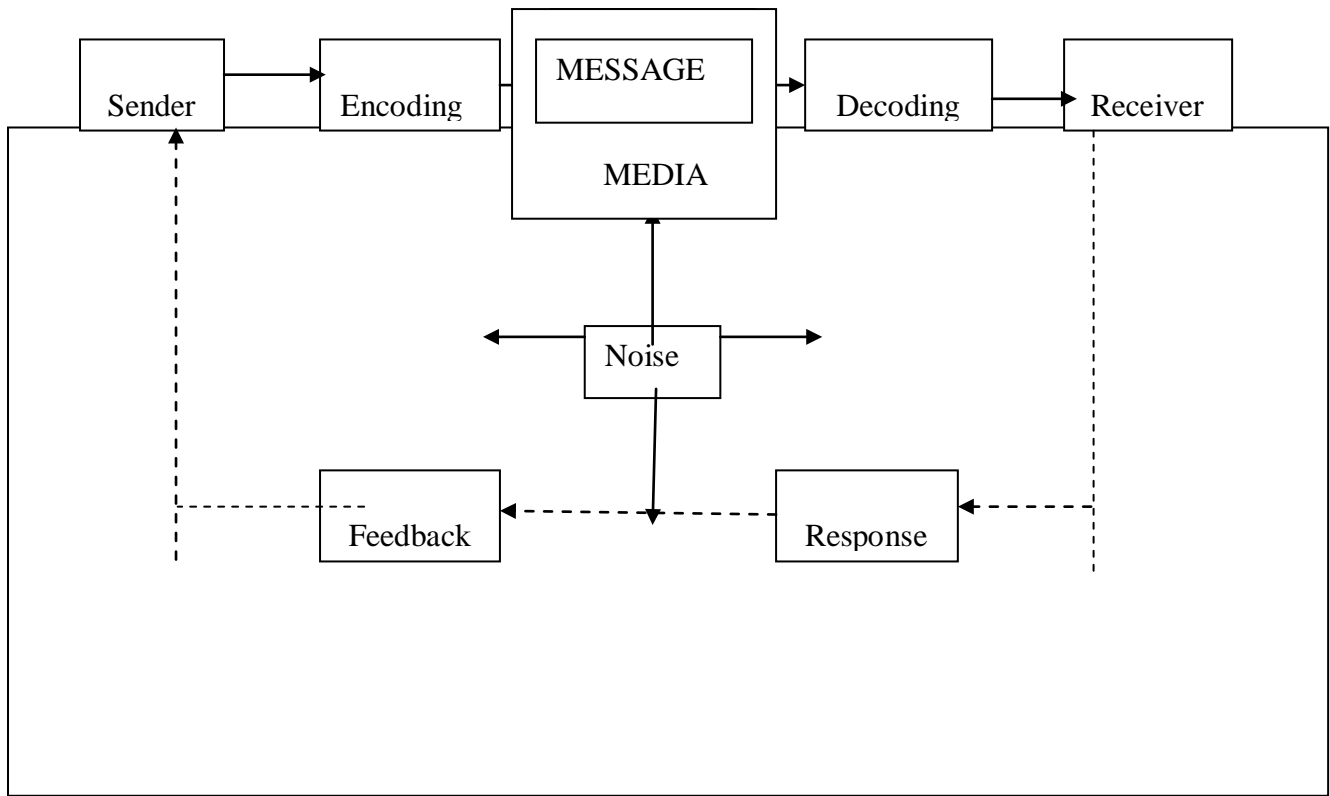 MESSAGE
Sender
Encoding
Decoding
Receiver
MEDIA
Noise
Feedback
Response